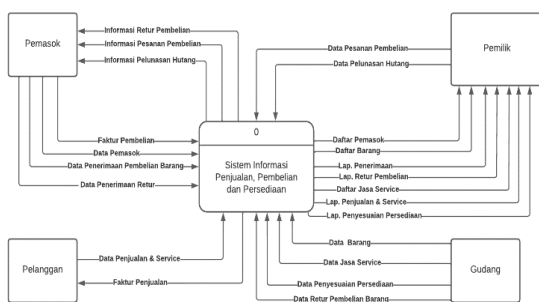 Pemasok
Informasi Retur Pembelian
Informasi Pesanan Pembelian
Informasi Pelunasan Hutang
Data Pesanan Pembelian
Data Pelunasan Hutang
Pemilik
Faktur Pembelian
Data Pemasok
Data Penerimaan Pembelian Barang
Data Penerimaan Retur
0
Sistem Informasi
Penjualan, Pembelian
dan Persediaan
Daftar Pemasok
Daftar Barang
Lap. Penerimaan
Lap. Retur Pembelian
Daftar Jasa Service
Lap. Penjualan & Service
Lap. Penyesuaian Persediaan
Pelanggan
Data Penjualan & Service
Faktur Penjualan
Data Barang
Data Jasa Service
Data Penyesuaian Persediaan
Data Retur Pembelian Barang
Gudang